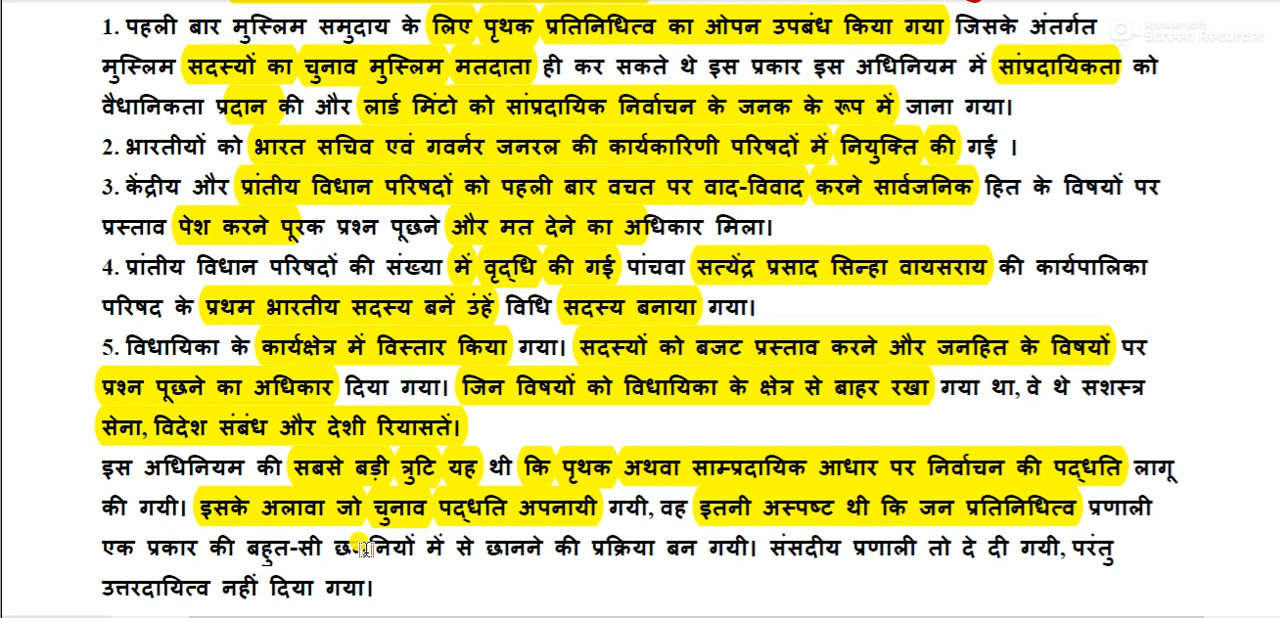 Apowersoft
Screen Recorder
1. पहली बार मुस्लिम समुदाय के लिए पृथक प्रतिनिधित्व का ओपन उपबंध किया गया जिसके अंतर्गत
मुस्लिम सदस्यों का चुनाव मुस्लिम मतदाता ही कर सकते थे इस प्रकार इस अधिनियम में सांप्रदायिकता को
वैधानिकता प्रदान की और लार्ड मिंटो को सांप्रदायिक निर्वाचन के जनक के रूप में जाना गया।
2. भारतीयों को भारत सचिव एवं गवर्नर जनरल की कार्यकारिणी परिषदों में नियुक्ति की गई ।
3. केंद्रीय और प्रांतीय विधान परिषदों को पहली बार वचत पर वाद-विवाद करने सार्वजनिक हित के विषयों पर
प्रस्ताव पेश करने पूरक प्रश्न पूछने और मत देने का अधिकार मिला।
4. प्रांतीय विधान परिषदों की संख्या में वृद्धि की गई पांचवा सत्येंद्र प्रसाद सिन्हा वायसराय की कार्यपालिका
परिषद के प्रथम भारतीय सदस्य बनें उंहें विधि सदस्य बनाया गया।
5. विधायिका के कार्यक्षेत्र में विस्तार किया गया। सदस्यों को बजट प्रस्ताव करने और जनहित के विषयों पर
प्रश्न पूछने का अधिकार दिया गया। जिन विषयों को विधायिका के क्षेत्र से बाहर रखा गया था, वे थे सशस्त्र
सेना, विदेश संबंध और देशी रियासतें।
इस अधिनियम की सबसे बड़ी त्रुटि यह थी कि पृथक अथवा साम्प्रदायिक आधार पर निर्वाचन की पद्धति लागू
की गयी। इसके अलावा जो चुनाव पद्धति अपनायी गयी, वह इतनी अस्पष्ट थी कि जन प्रतिनिधित्व प्रणाली
एक प्रकार की बहुत-सी में से छानने की प्रक्रिया बन गयी। संसदीय प्रणाली तो दे दी गयी, परंतु
उत्तरदायित्व नहीं दिया गया।